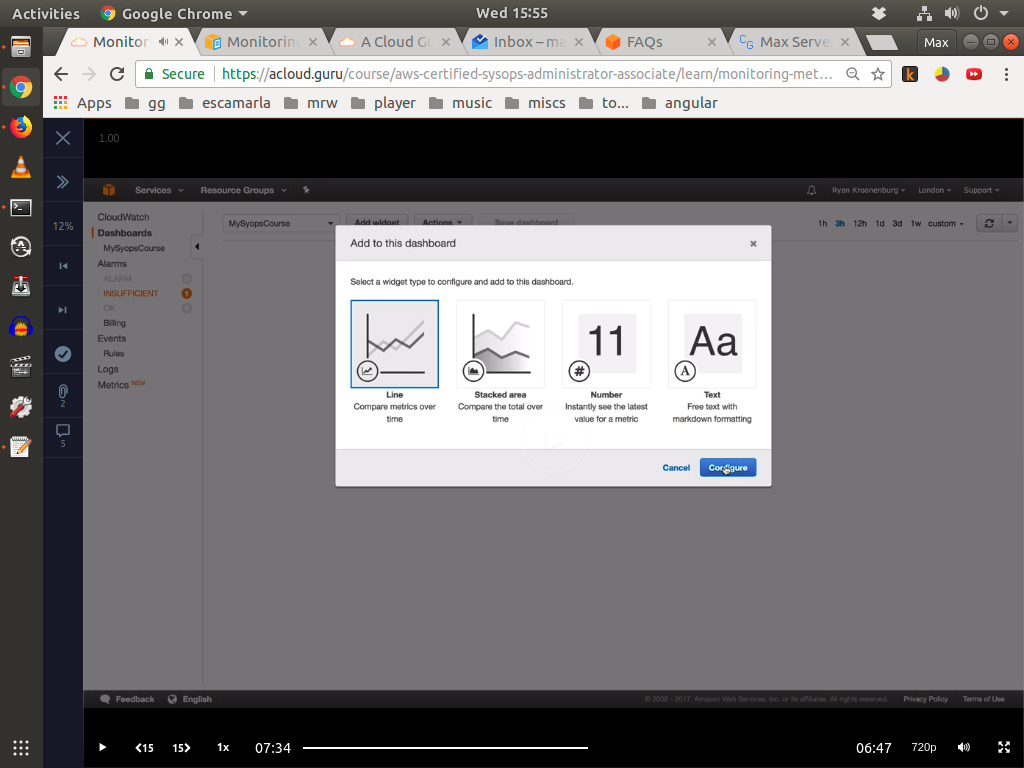 Activities Google Chrome Wed 15:55
Monitor Monitorin A Cloud Gu Inbox – ma FAQs Max Serve Max
Secure https://acloud.guru/course/aws-certified-sysops-administrator-associate/learn/monitoring-met...
Apps gg escamarla mrw player music miscs to... angular
1.00
12%
2
5
Services Resource Groups Ryan Kroonenburg London Support
CloudWatch
Dashboards
MySyopsCourse
Alarms
ALARM 0
INSUFFICIENT 1
OK 0
Billing
Events
Rules
Logs
Metrics NEW
MySyopsCourse Add widget Actions Save dashboard 1h 3h 12h 1d 3d 1w custom
Add to this dashboard
Select a widget type to configure and add to this dashboard.
11 # Aa A
Line Stacked area Number Text
Compare metrics over Compare the total over Instantly see the latest Free text with
time time value for a metric markdown formatting
Cancel Configure
Feedback English © 2008 - 2017, Amazon Web Services, Inc. or its affiliates. All rights reserved. Privacy Policy Terms of Use
15 15 1x 07:34 06:47 720p